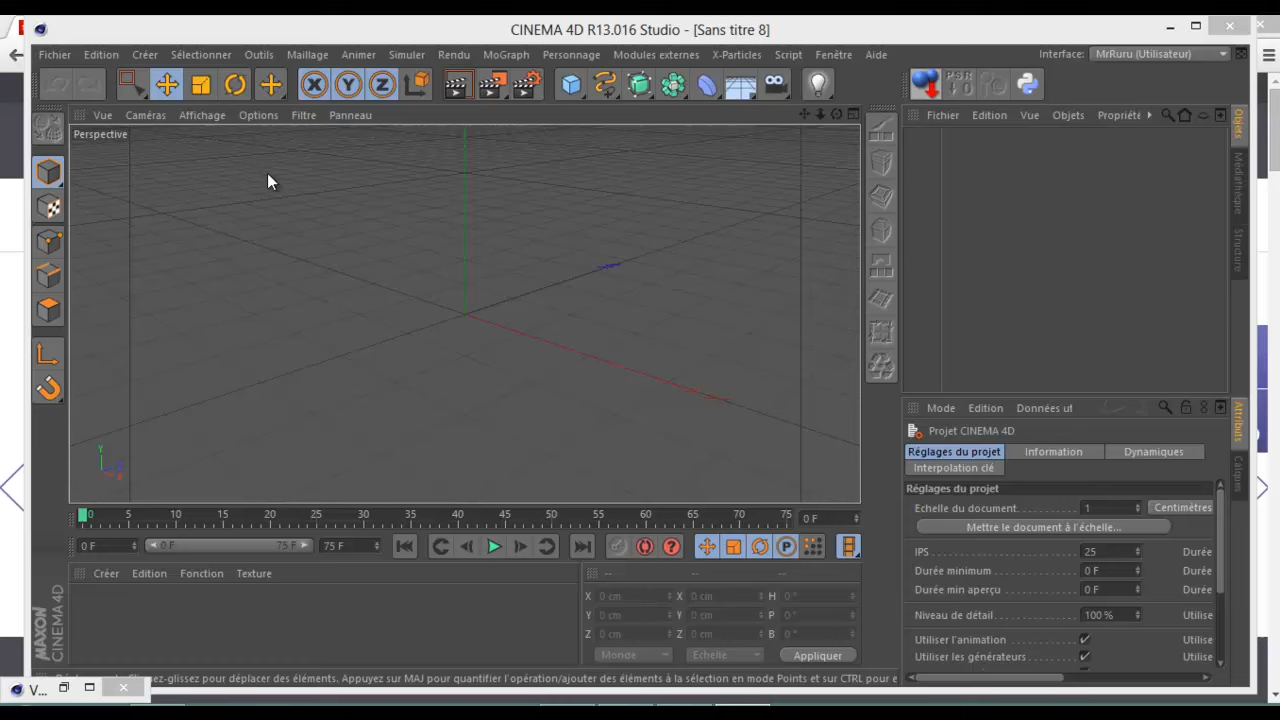 CINEMA 4D R13.016 Studio - [Sans titre 8]
Fichier Edition Créer Sélectionner Outils Maillage Animer Simuler Rendu MoGraph Personnage Modules externes X-Particles Script Fenêtre Aide Interface: MrRuru (Utilisateur)
X Y Z PSR
Vue Caméras Affichage Options Filtre Panneau
Fichier Edition Vue Objets Propriété
Objets
Médiathèque
Structure
Perspective
Y
Mode Edition Données ut
Attributs
Calques
Projet CINEMA 4D
Réglages du projet Information Dynamiques
Interpolation clé
Réglages du projet
Echelle du document. 1 Centimètres
Mettre le document à l'échelle...
0 5 10 15 20 25 30 35 40 45 50 55 60 65 70 75 0 F
0 F 0 F 75 F 75 F P
IPS 25 Durée
Durée minimum 0 F Durée
Durée min aperçu 0 F Durée
Niveau de détail 100 % Utilise
Utiliser l'animation Utilise
Utiliser les générateurs Utilise
Créer Edition Fonction Texture
-- -- --
X 0 cm X 0 cm H 0 °
Y 0 cm Y 0 cm P 0 °
Z 0 cm Z 0 cm B 0 °
Monde Echelle Appliquer
MAXON
CINEMA 4D
-glissez pour déplacer des éléments. Appuyez sur MAJ pour quantifier l'opération/ajouter des éléments à la sélection en mode Points et sur CTRL pour e
V...